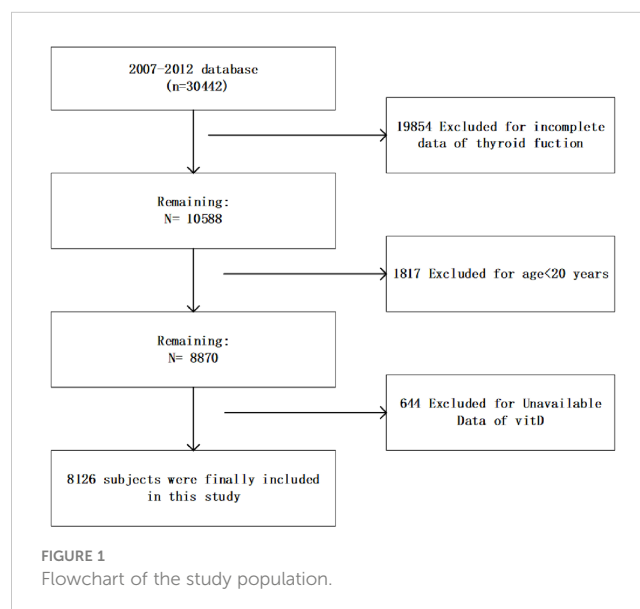 2007-2012 database
(n=30442)
19854 Excluded for incomplete
data of thyroid fuction
Remaining:
N= 10588
1817 Excluded for age<20 years
Remaining:
N= 8870
644 Excluded for Unavailable
Data of vitD
8126 subjects were finally included
in this study
FIGURE 1
Flowchart of the study population.